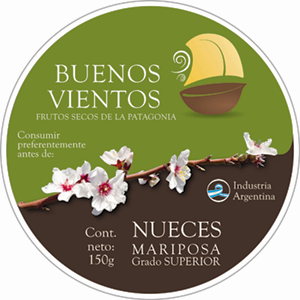 BUENOS
VIENTOS
FRUTOS SECOS DE LA PATAGONIA
Consumir
preferentemente
antes de:
Industria
Argentina
Cont.
neto:
150g
NUECES
MARIPOSA
Grado SUPERIOR